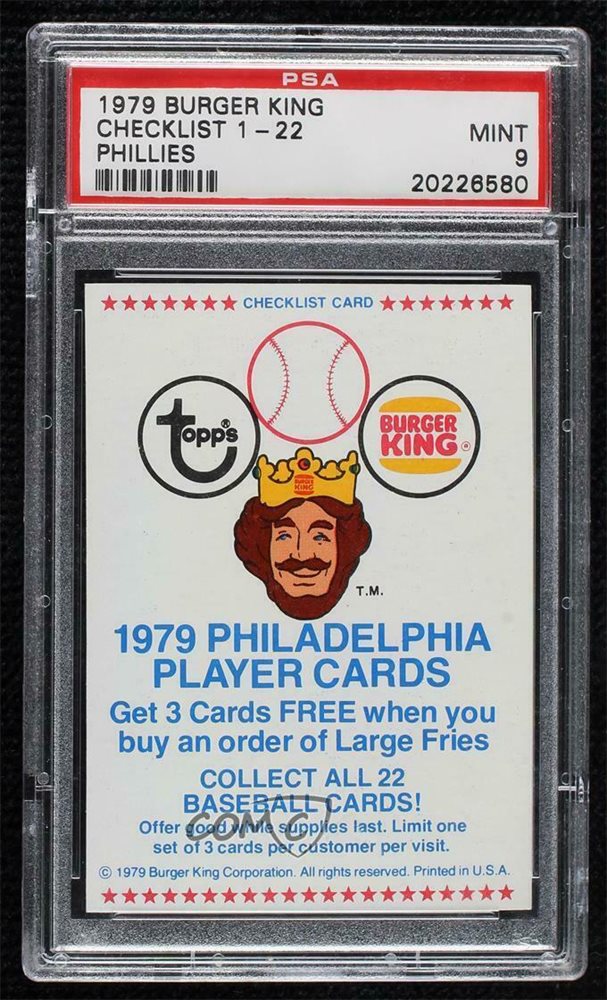 PSA
1979 BURGER KING
CHECKLIST 1-22 MINT
PHILLIES 9
20226580
CHECKLIST CARD
Topps®
BURGER KING®
BURGER KING
T.M.
1979 PHILADELPHIA
PLAYER CARDS
Get 3 Cards FREE when you
buy an order of Large Fries
COLLECT ALL 22
BASEBALL CARDS!
COMC
Offer good while supplies last. Limit one
set of 3 cards per customer per visit.
© 1979 Burger King Corporation. All rights reserved. Printed in U.S.A.